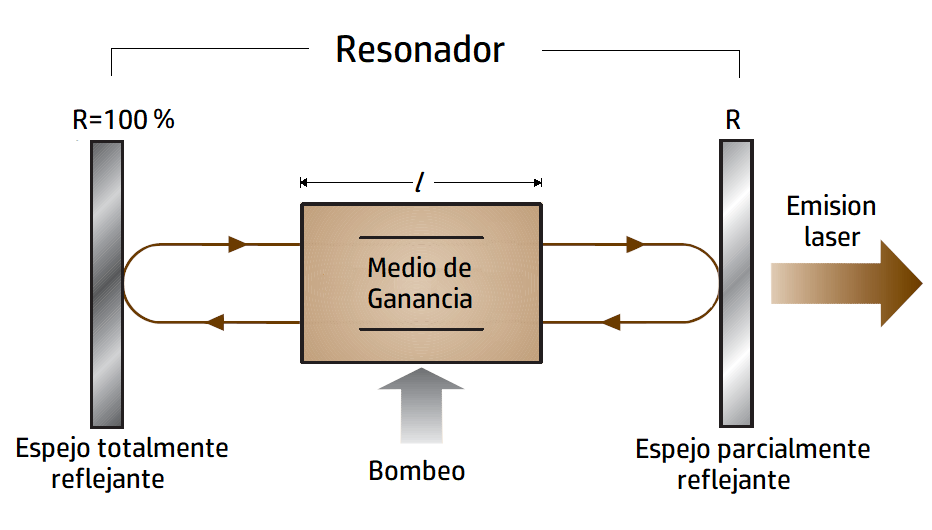 Resonador
R=100 %
R
l
Emision
laser
Medio de
Ganancia
Espejo totalmente
reflejante
Bombeo
Espejo parcialmente
reflejante